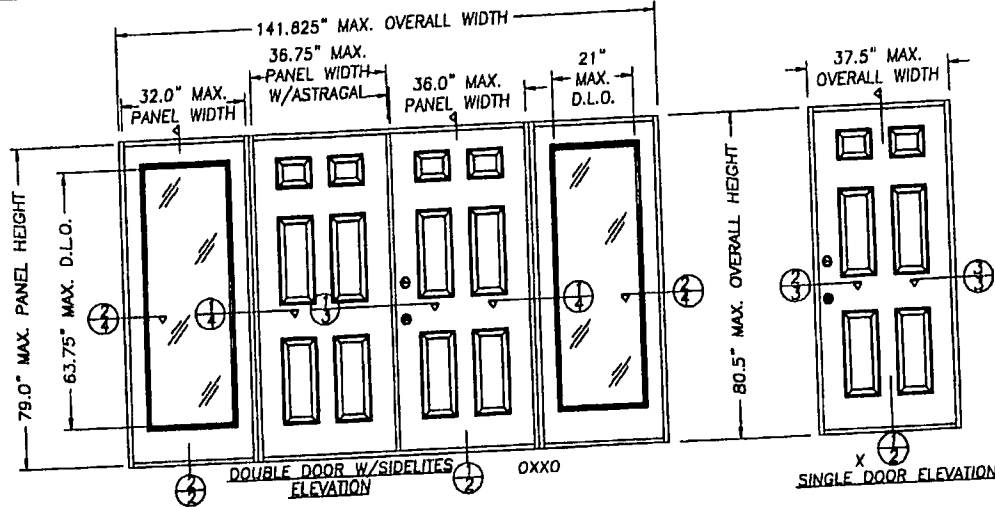 141.825" MAX. OVERALL WIDTH
36.75" MAX.
PANEL WIDTH
W/ASTRAGAL
32.0" MAX.
PANEL WIDTH
36.0" MAX.
PANEL WIDTH
21"
MAX.
D.L.O.
37.5" MAX.
OVERALL WIDTH
79.0" MAX. PANEL HEIGHT
63.75" MAX. D.L.O.
80.5" MAX. OVERALL HEIGHT
2
4
1
4
1
3
1
4
2
4
2
3
3
3
2
2
1
2
X
1
2
DOUBLE DOOR W/SIDELITES
ELEVATION
OXXO
SINGLE DOOR ELEVATION